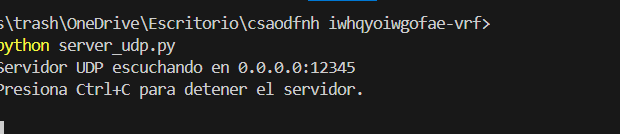 s\trash\OneDrive\Escritorio\csaodfnh iwhqyoiwgofae-vrf>
python server_udp.py
Servidor UDP escuchando en 0.0.0.0:12345
Presiona Ctrl+C para detener el servidor.